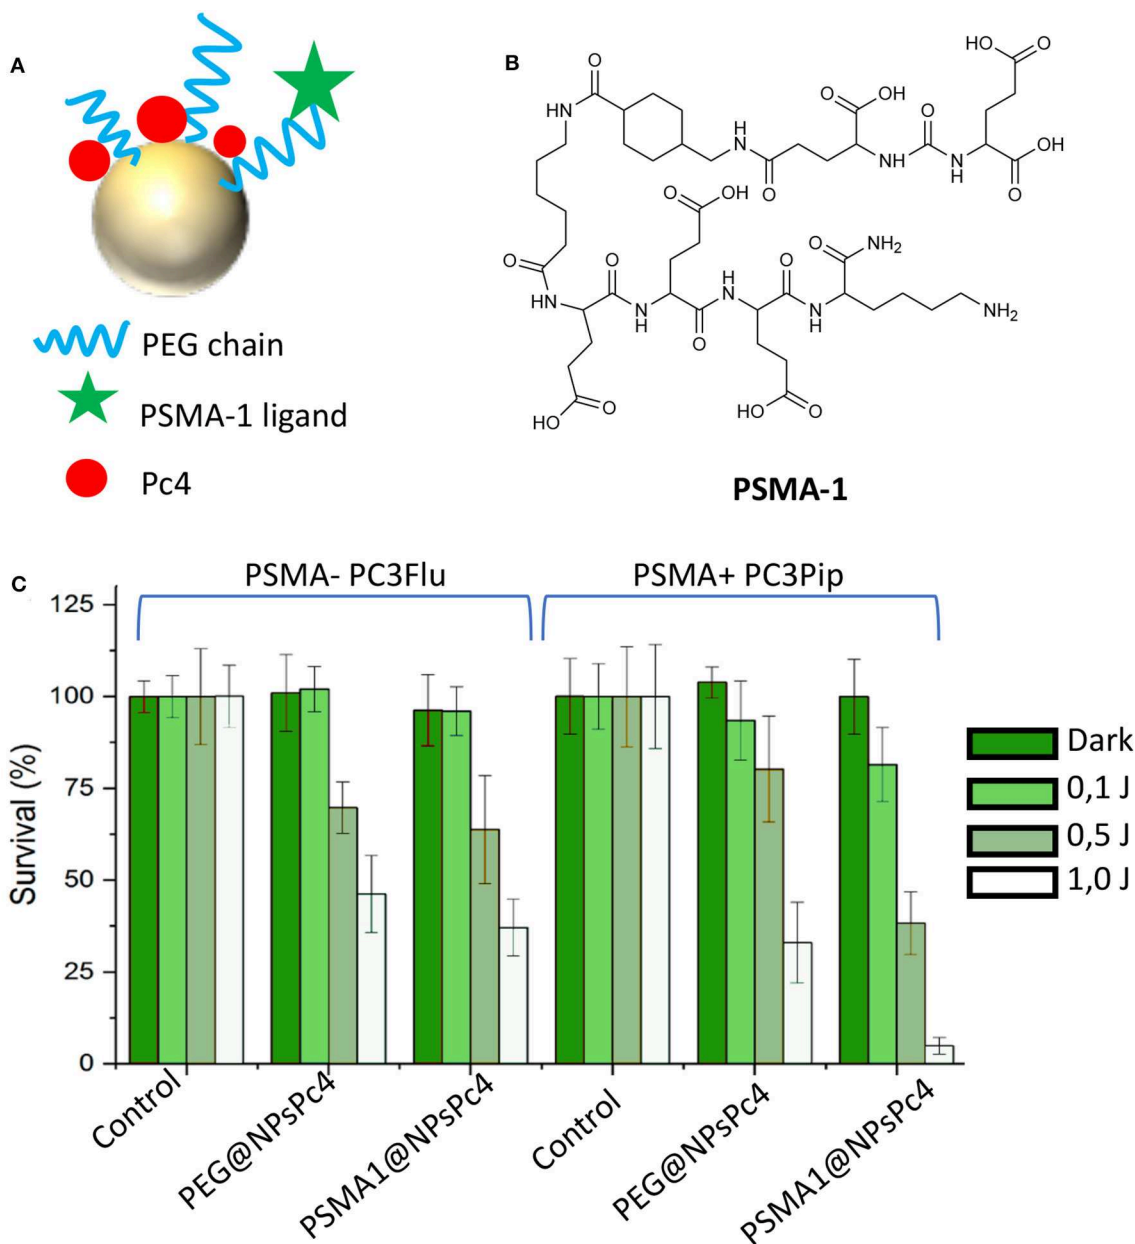 A
PEG chain
PSMA-1 ligand
Pc4
B
HO
O
O
O
OH
O
HN
H
N
O
NH
O
N
H
OH
O
O
OH
O
NH₂
O
HN
O
N
H
O
H
N
O
N
H
NH₂
HO
O
HO
O
PSMA-1
C
PSMA- PC3Flu
PSMA+ PC3Pip
125
100
75
50
25
0
Survival (%)
Control
PEG@NPsPc4
PSMA1@NPsPc4
Control
PEG@NPsPc4
PSMA1@NPsPc4
Dark
0,1 J
0,5 J
1,0 J